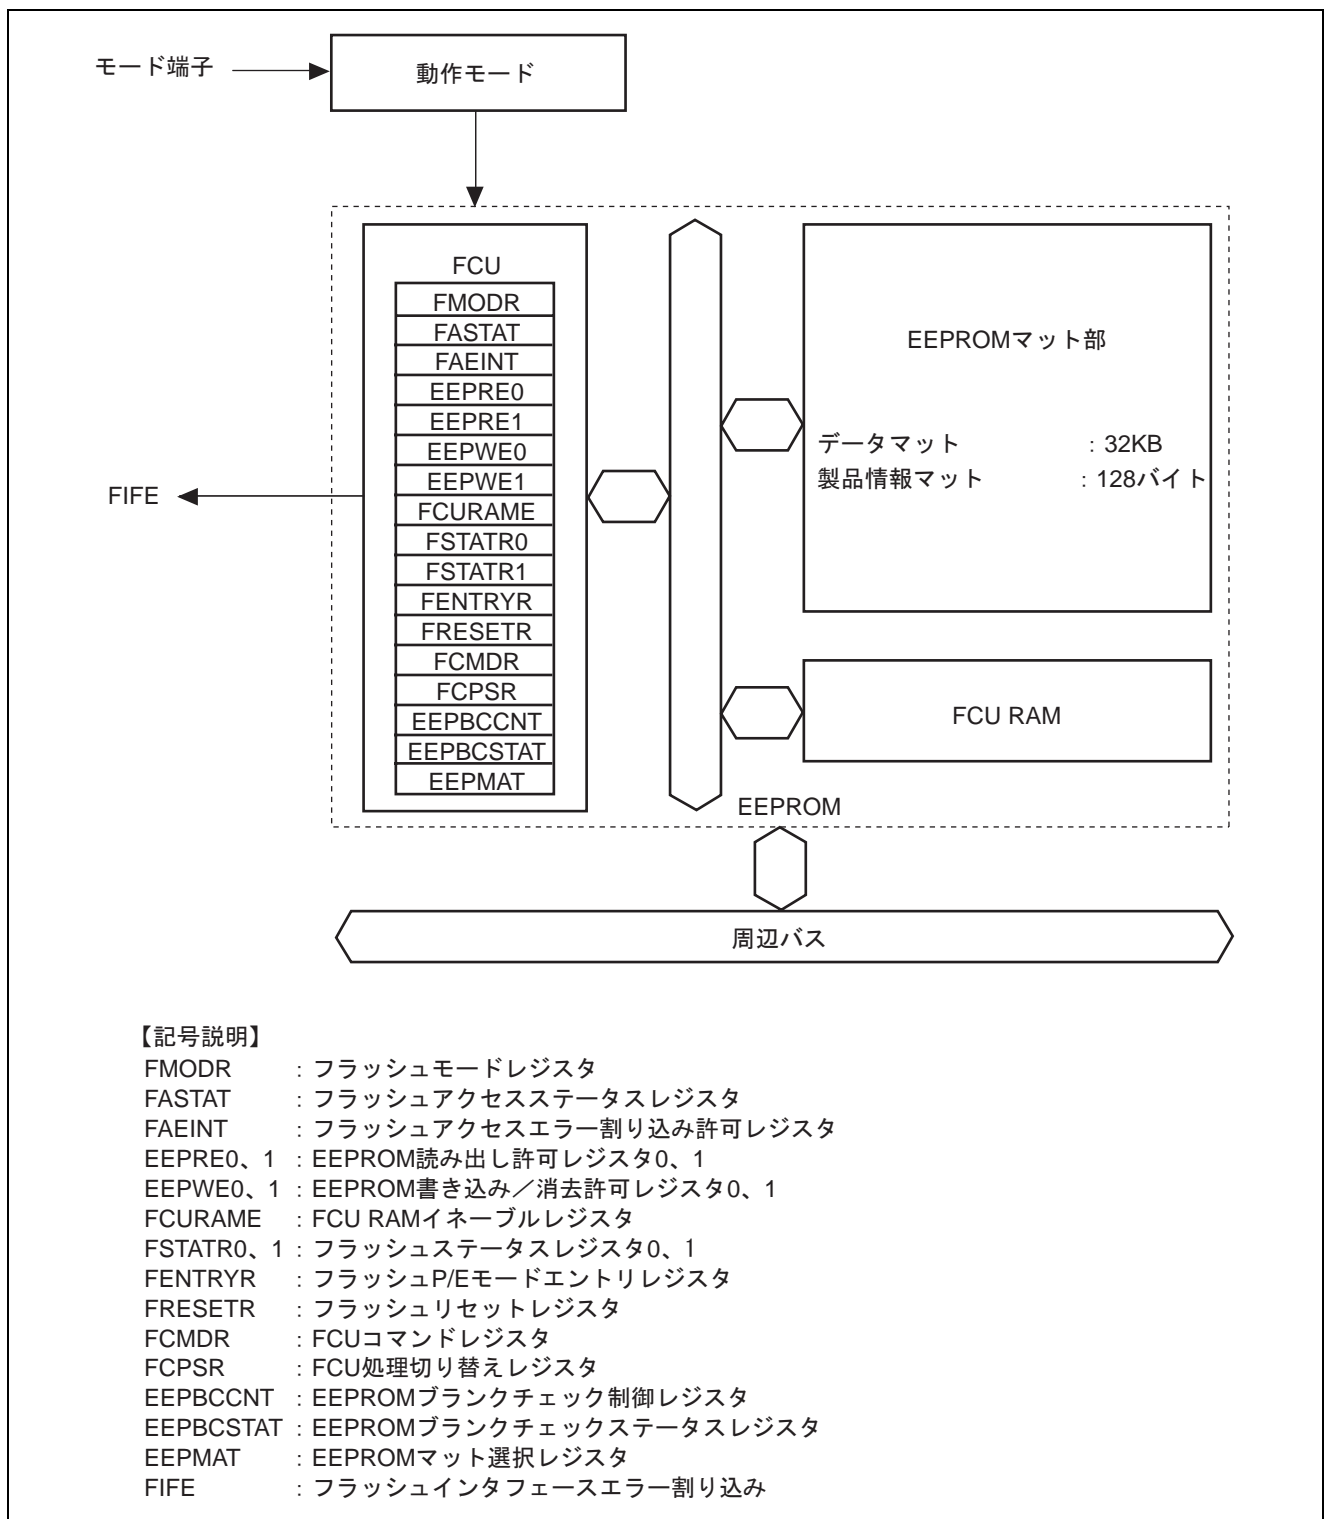 モード端子
動作モード
FCU
FMODR
FASTAT
FAEINT
EEPRE0
EEPRE1
EEPWE0
EEPWE1
FCURAME
FSTATR0
FSTATR1
FENTRYR
FRESETR
FCMDR
FCPSR
EEPBCCNT
EEPBCSTAT
EEPMAT
FIFE
EEPROMマット部
データマット : 32KB
製品情報マット : 128バイト
FCU RAM
EEPROM
周辺バス
【記号説明】
FMODR : フラッシュモードレジスタ
FASTAT : フラッシュアクセスステータスレジスタ
FAEINT : フラッシュアクセスエラー割り込み許可レジスタ
EEPRE0、1 : EEPROM読み出し許可レジスタ0、1
EEPWE0、1 : EEPROM書き込み／消去許可レジスタ0、1
FCURAME : FCU RAMイネーブルレジスタ
FSTATR0、1 : フラッシュステータスレジスタ0、1
FENTRYR : フラッシュP/Eモードエントリレジスタ
FRESETR : フラッシュリセットレジスタ
FCMDR : FCUコマンドレジスタ
FCPSR : FCU処理切り替えレジスタ
EEPBCCNT : EEPROMブランクチェック制御レジスタ
EEPBCSTAT : EEPROMブランクチェックステータスレジスタ
EEPMAT : EEPROMマット選択レジスタ
FIFE : フラッシュインタフェースエラー割り込み